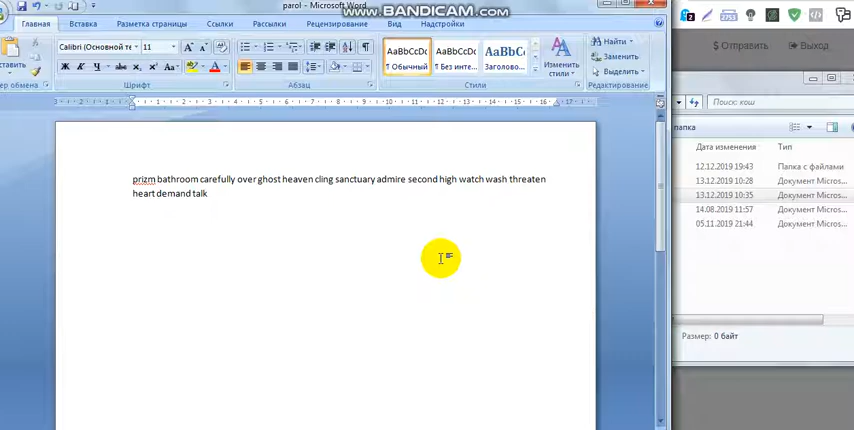 parol - Microsoft Word
www.BANDICAM.com
Главная Вставка Разметка страницы Ссылки Рассылки Рецензирование Вид Надстройки
Calibri (Основной те 11
Ж К Ч abc Aa
Шрифт
Абзац
AaBbCcDc AaBbCcDc AaBbCc
¶ Обычный ¶ Без инте... Заголово...
Стили
Изменить стили
Найти
Заменить
Выделить
Редактирование
prizm bathroom carefully over ghost heaven cling sanctuary admire second high watch wash threaten
heart demand talk
$ Отправить Выход
Поиск: кош
папка
Дата изменения Тип
12.12.2019 19:43 Папка с файлами
13.12.2019 10:28 Документ Micros...
13.12.2019 10:35 Документ Micros...
14.08.2019 11:57 Документ Micros...
05.11.2019 21:44 Документ Micros...
Размер: 0 байт